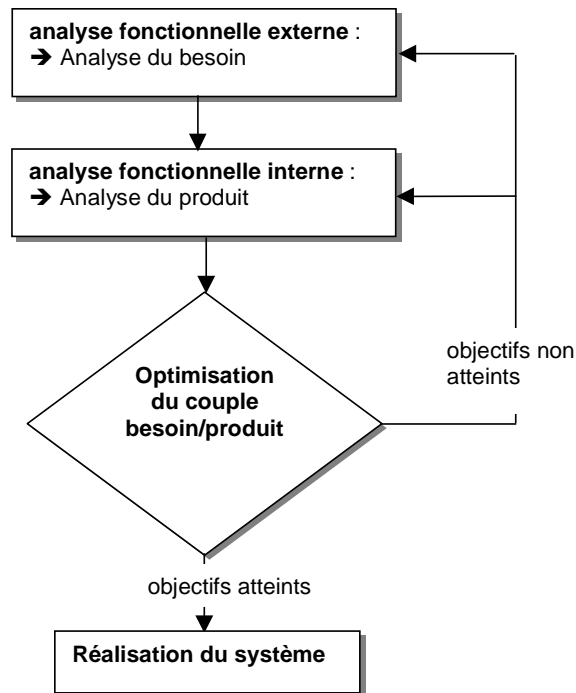 analyse fonctionnelle externe :
➔ Analyse du besoin
analyse fonctionnelle interne :
➔ Analyse du produit
Optimisation
du couple
besoin/produit
objectifs non
atteints
objectifs atteints
Réalisation du système